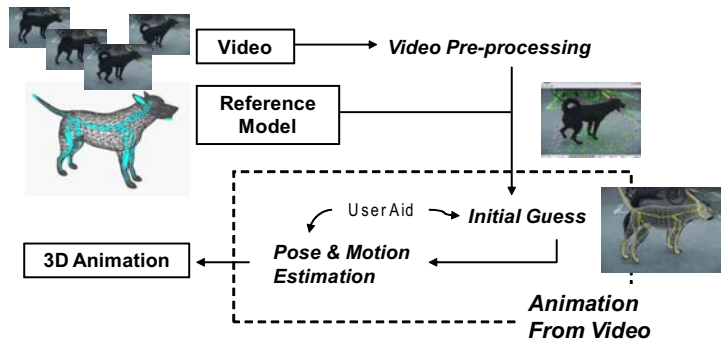 Video
Video Pre-processing
Reference
Model
User Aid
Initial Guess
3D Animation
Pose & Motion
Estimation
Animation
From Video